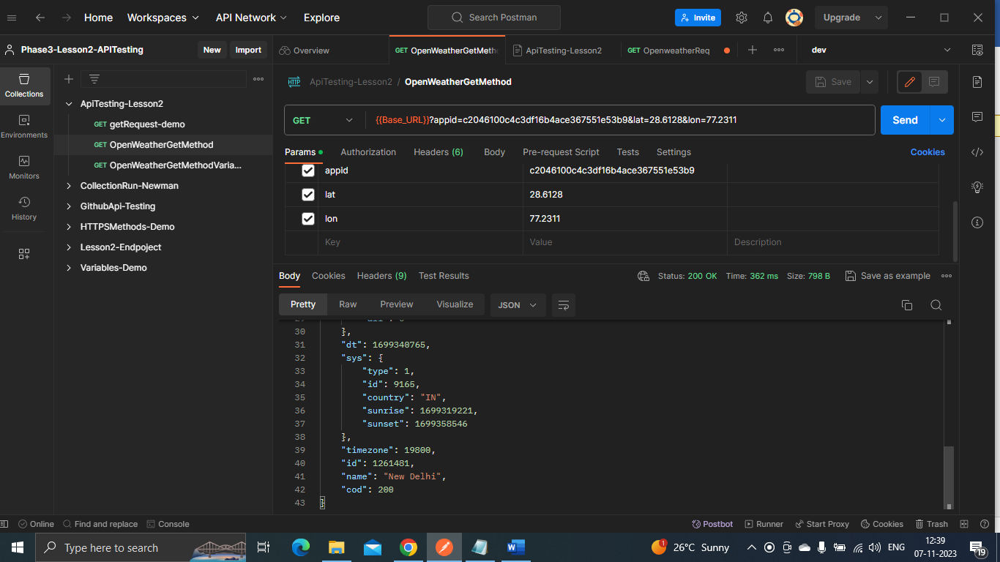 Home Workspaces API Network Explore Search Postman Invite Upgrade
Phase3-Lesson2-APITesting New Import Overview GET OpenWeatherGetMeth ApiTesting-Lesson2 GET OpenweatherReq dev
Collections
Environments
Monitors
History
ApiTesting-Lesson2
GET getRequest-demo
GET OpenWeatherGetMethod
GET OpenWeatherGetMethodVaria...
CollectionRun-Newman
GithubApi-Testing
HTTPSMethods-Demo
Lesson2-Endpoject
Variables-Demo
HTTP ApiTesting-Lesson2 / OpenWeatherGetMethod Save
GET {{Base_URL}}?appid=c2046100c4c3df16b4ace367551e53b9&lat=28.6128&lon=77.2311 Send
Params Authorization Headers (6) Body Pre-request Script Tests Settings Cookies
appid c2046100c4c3df16b4ace367551e53b9
lat 28.6128
lon 77.2311
Key Value Description
Body Cookies Headers (9) Test Results Status: 200 OK Time: 362 ms Size: 798 B Save as example
Pretty Raw Preview Visualize JSON
30 },
31 "dt": 1699340765,
32 "sys": {
33 "type": 1,
34 "id": 9165,
35 "country": "IN",
36 "sunrise": 1699319221,
37 "sunset": 1699358546
38 },
39 "timezone": 19800,
40 "id": 1261481,
41 "name": "New Delhi",
42 "cod": 200
43 }
Online Find and replace Console Postbot Runner Start Proxy Cookies Trash
Type here to search 1 26°C Sunny ENG 12:39
07-11-2023 19